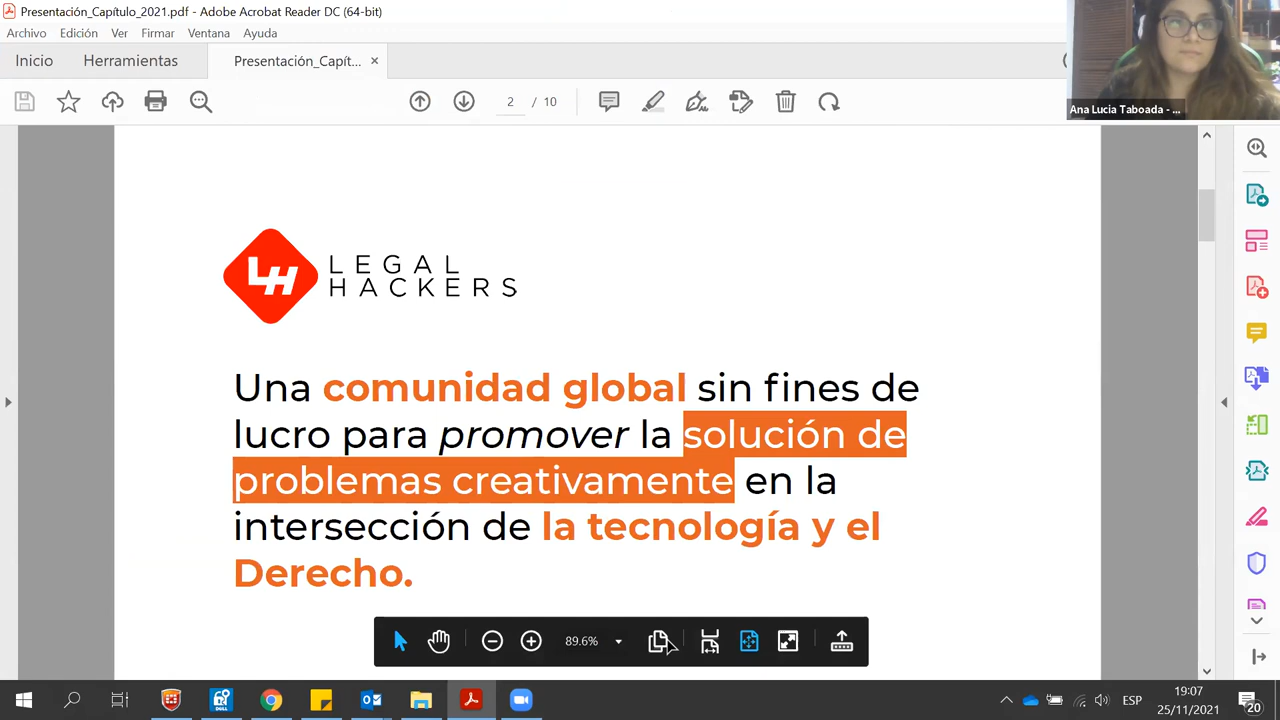 Presentación_Capítulo_2021.pdf - Adobe Acrobat Reader DC (64-bit)
Archivo Edición Ver Firmar Ventana Ayuda
Inicio Herramientas Presentación_Capít... ×
2 / 10
Ana Lucia Taboada - ...
LH LEGAL
HACKERS
Una comunidad global sin fines de
lucro para promover la solución de
problemas creativamente en la
intersección de la tecnología y el
Derecho.
89.6%
ESP
19:07
25/11/2021
20